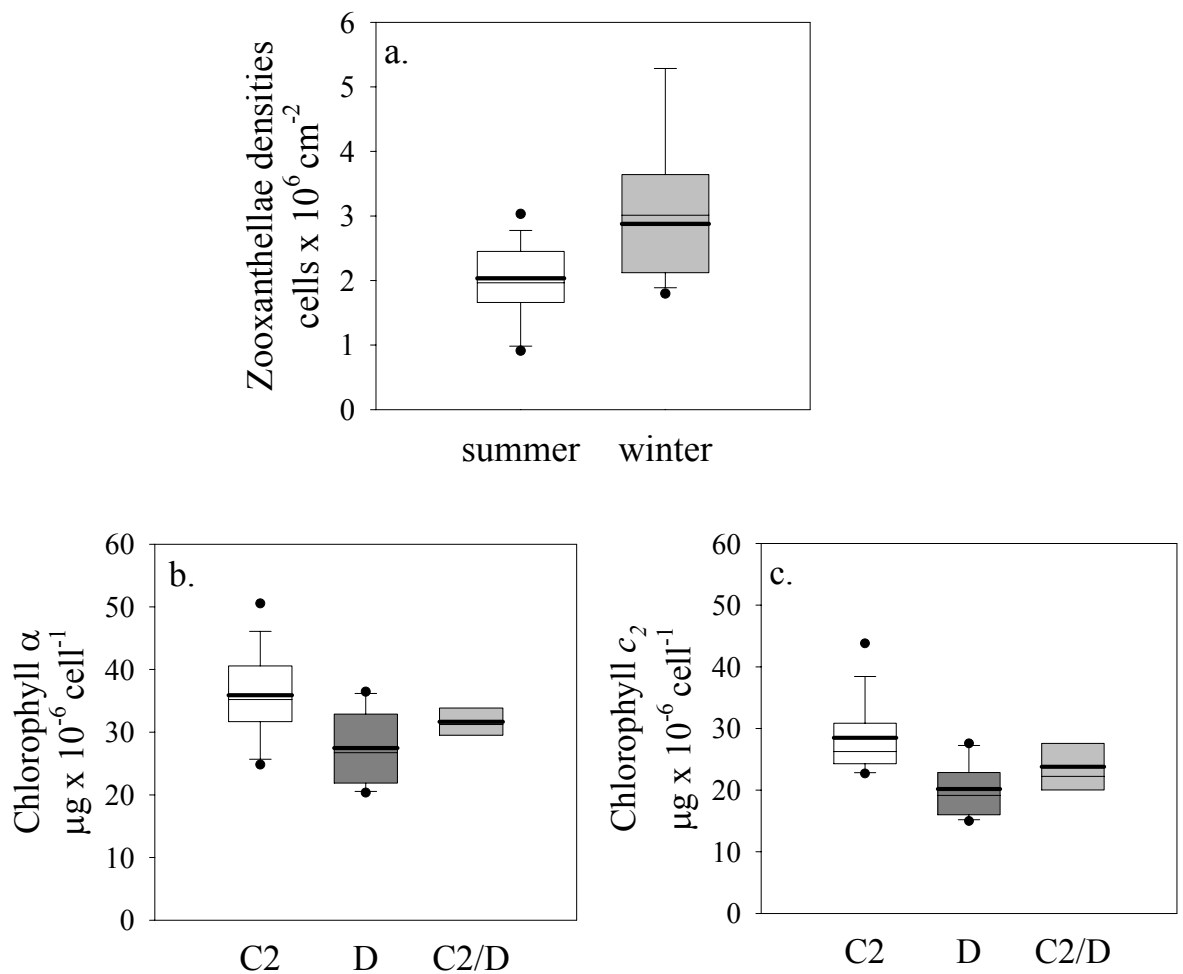 a.
Zooxanthellae densities
cells x 10⁶ cm⁻²
6
5
4
3
2
1
0
summer winter
b.
Chlorophyll α
µg x 10⁻⁶ cell⁻¹
60
50
40
30
20
10
0
C2 D C2/D
c.
Chlorophyll c₂
µg x 10⁻⁶ cell⁻¹
60
50
40
30
20
10
0
C2 D C2/D